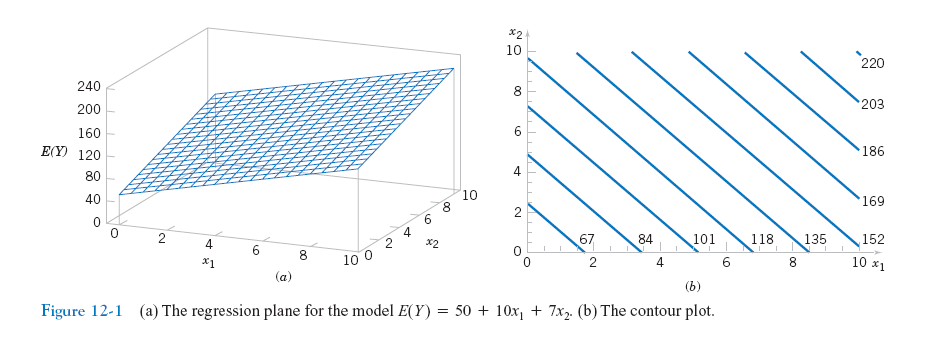 240
200
160
E(Y) 120
80
40
0
0 2 4 6 8 10
x1
0 2 4 6 8 10
x2
(a)
x2
10
8
6
4
2
0
220
203
186
169
67 84 101 118 135 152
0 2 4 6 8 10 x1
(b)
Figure 12-1 (a) The regression plane for the model E(Y) = 50 + 10x₁ + 7x₂. (b) The contour plot.